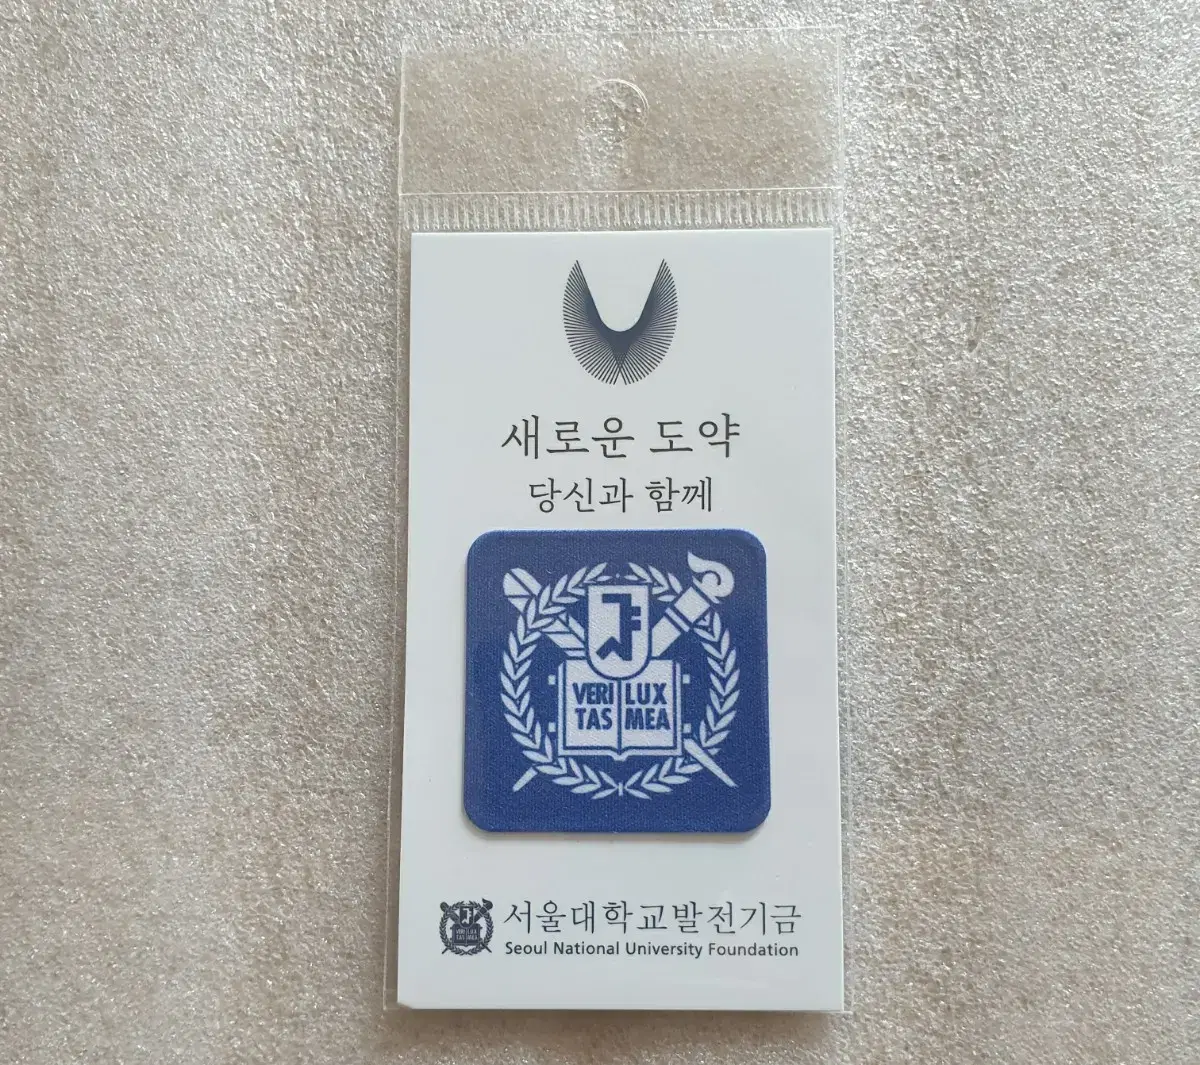 새로운 도약
당신과 함께
VERI LUX
TAS MEA
서울대학교발전기금
Seoul National University Foundation